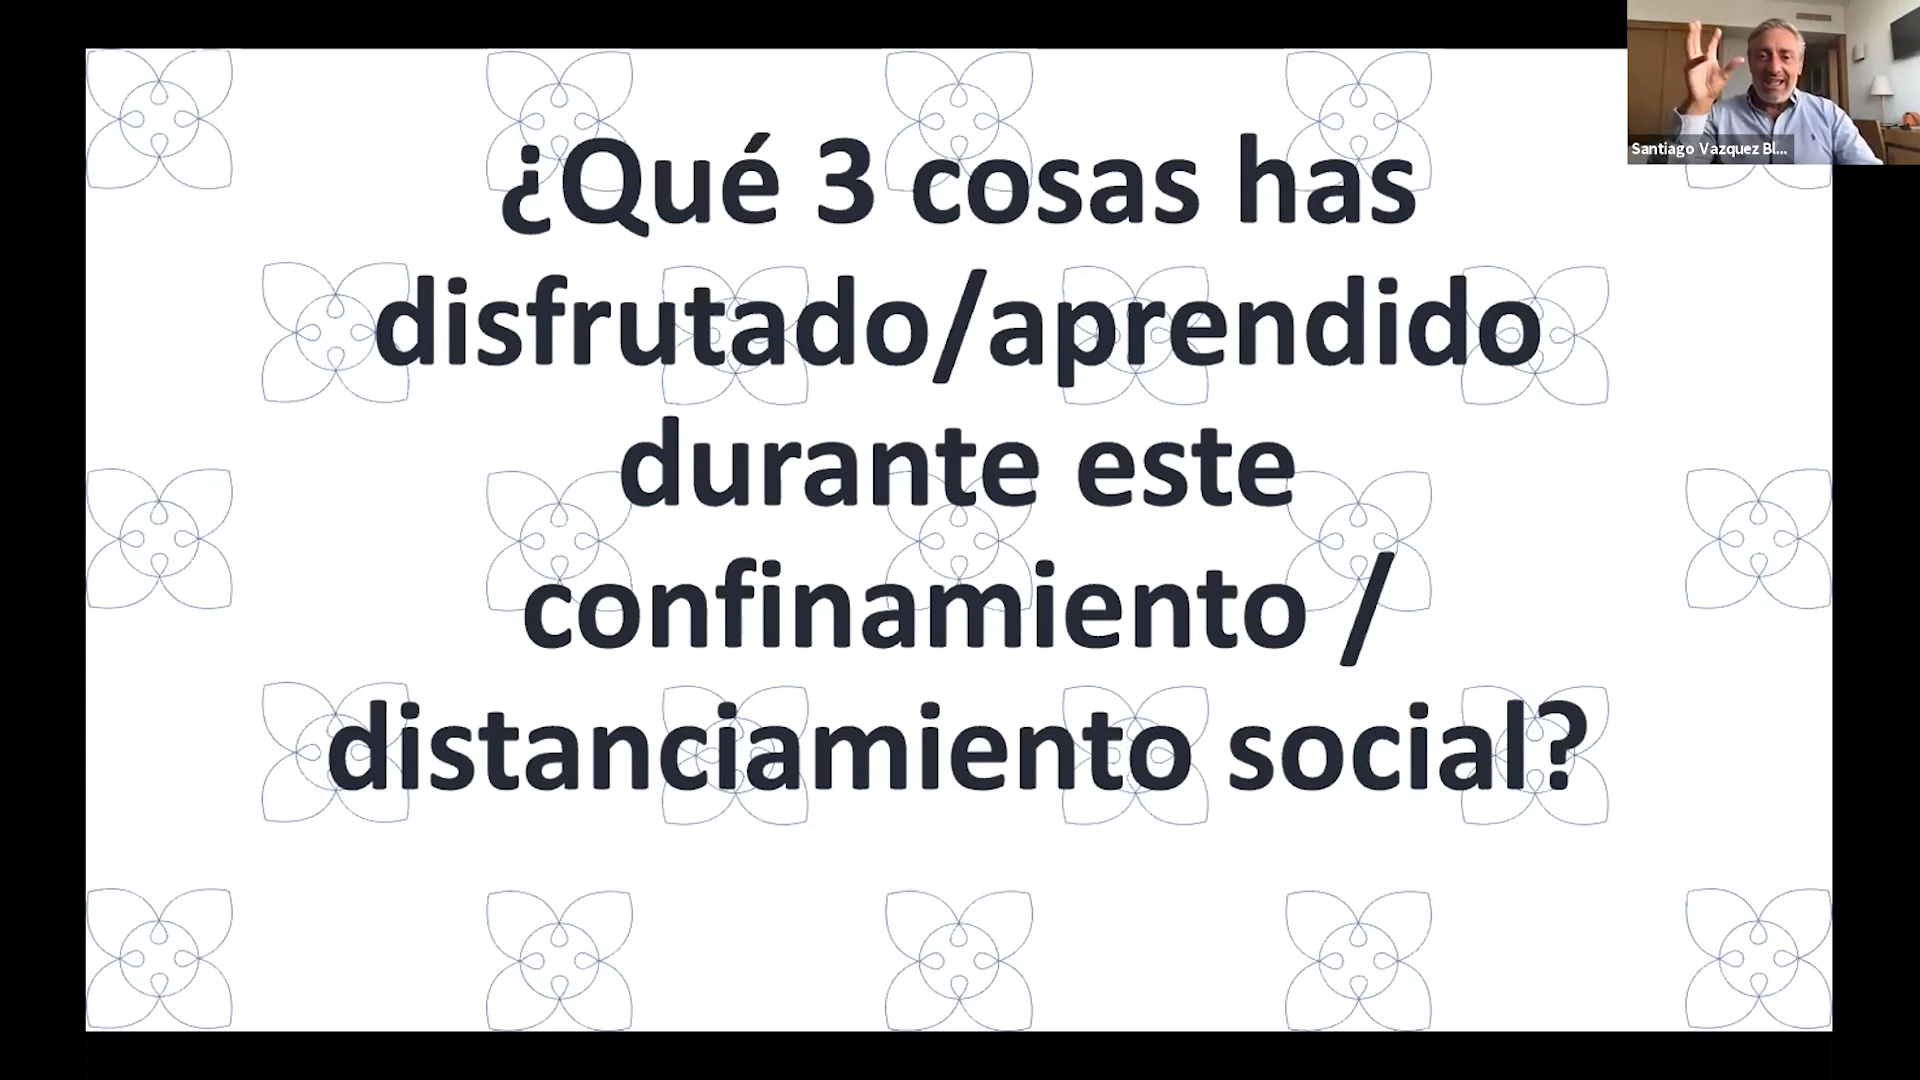 ¿Qué 3 cosas has
disfrutado/aprendido
durante este
confinamiento /
distanciamiento social?
Santiago Vazquez Bl...